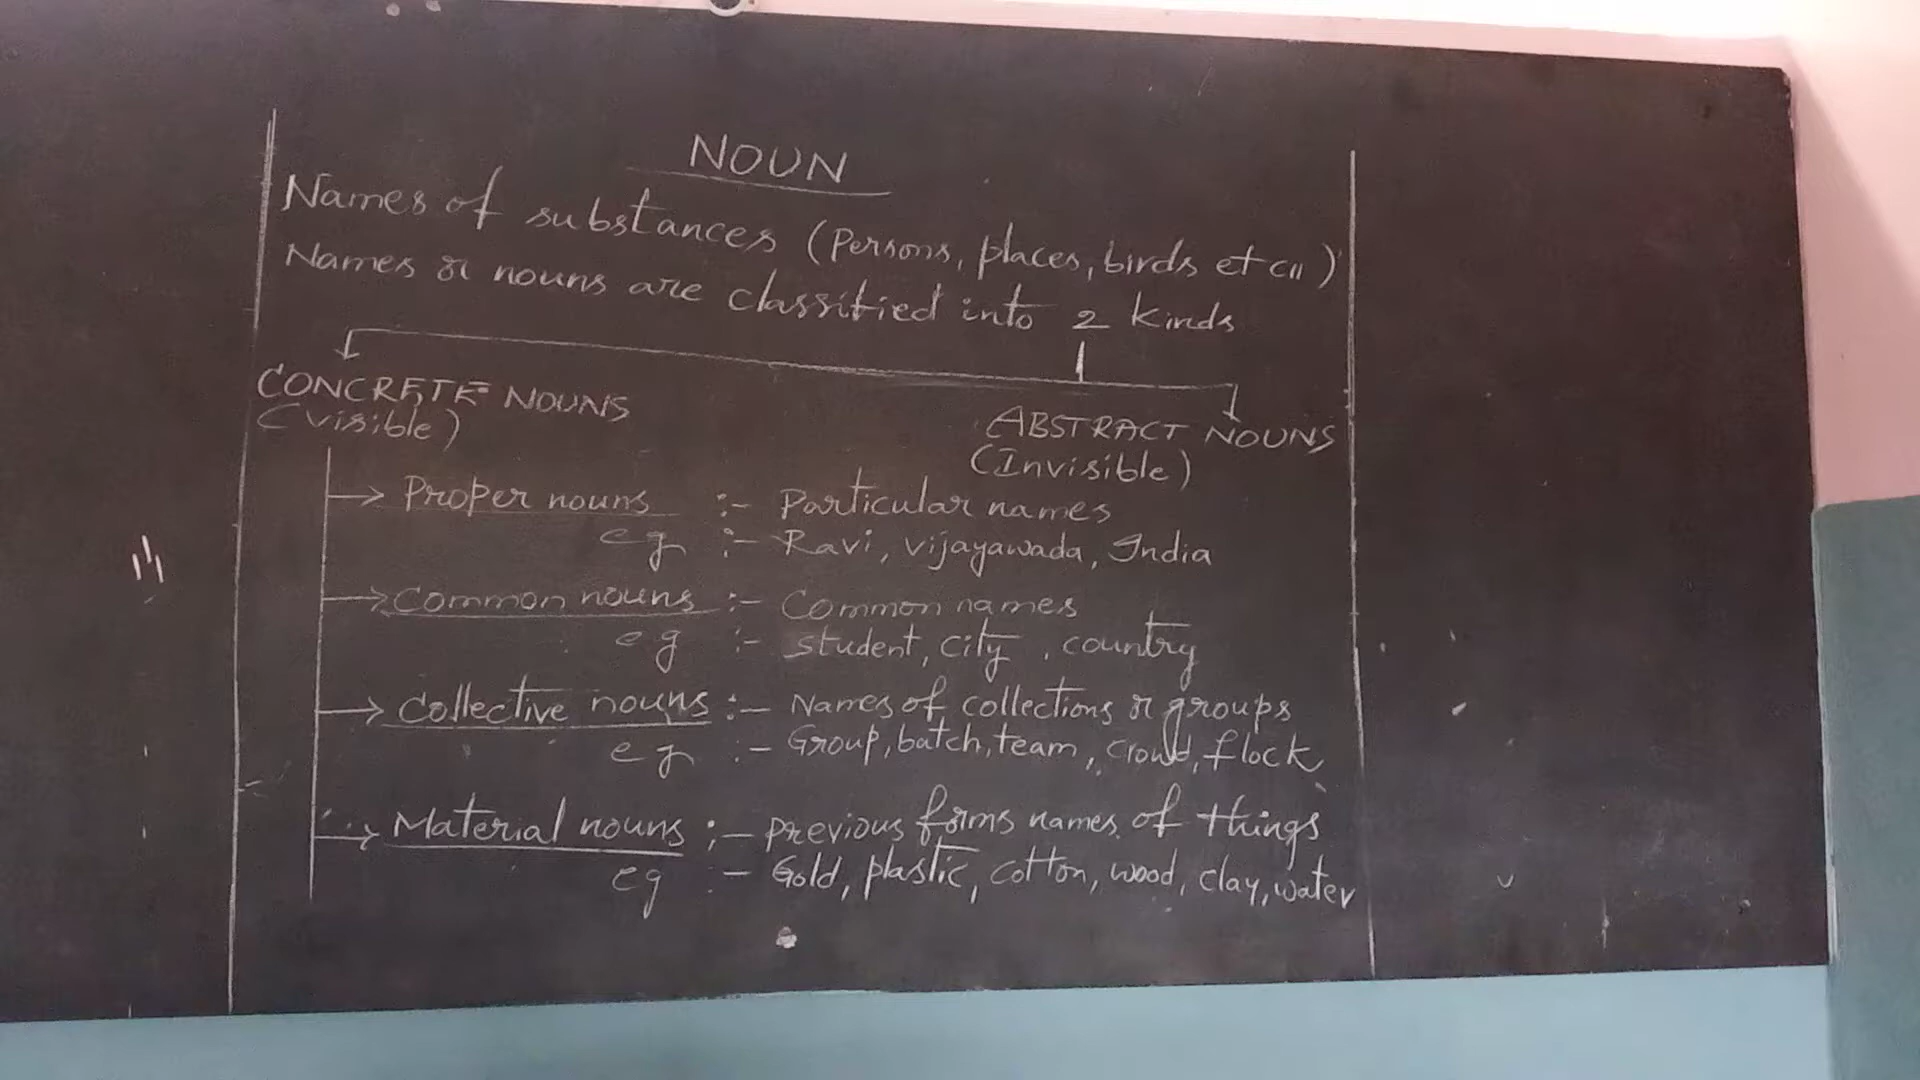 NOUN
Names of substances (Persons, places, birds etc॥)
Names or nouns are classified into 2 kinds
CONCRETE NOUNS
(visible)
ABSTRACT NOUNS
(Invisible)
Proper nouns :- Particular names
eg :- Ravi, vijayawada, India
Common nouns :- Common names
eg :- student, city, country
Collective nouns :- Names of collections or groups
eg :- Group, batch, team, crowd, flock
Material nouns :- previous forms names of things
eg :- Gold, plastic, cotton, wood, clay, water